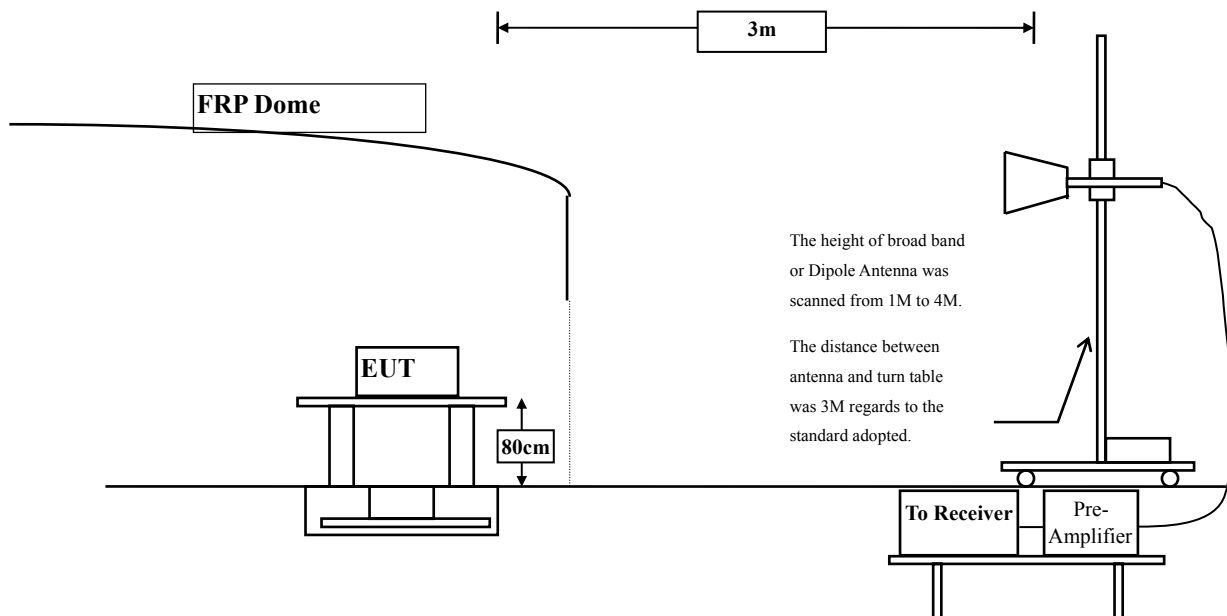 3m
FRP Dome
The height of broad band
or Dipole Antenna was
scanned from 1M to 4M.
The distance between
antenna and turn table
was 3M regards to the
standard adopted.
EUT
80cm
To Receiver
Pre-
Amplifier